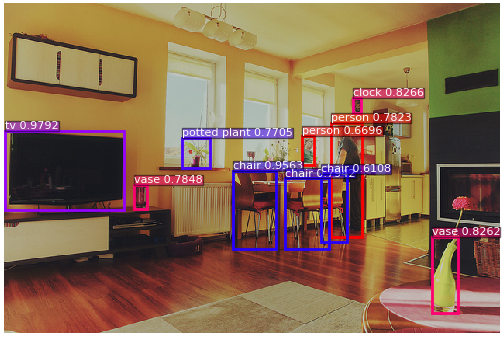 clock 0.8266
person 0.7823
tv 0.9792
potted plant 0.7705
person 0.6696
chair 0.9563
chair 0.6108
chair
vase 0.7848
vase 0.8262